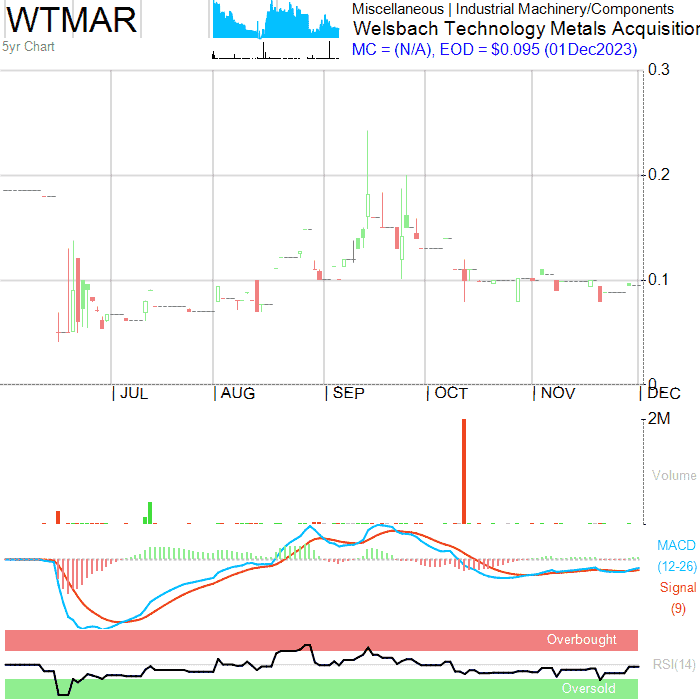 WTMAR
5yr Chart
Miscellaneous | Industrial Machinery/Components
Welsbach Technology Metals Acquisition
MC = (N/A), EOD = $0.095 (01Dec2023)
0.3
0.2
0.1
0
JUL AUG SEP OCT NOV DEC
2M
Volume
MACD
(12-26)
Signal
(9)
Overbought
RSI(14)
Oversold